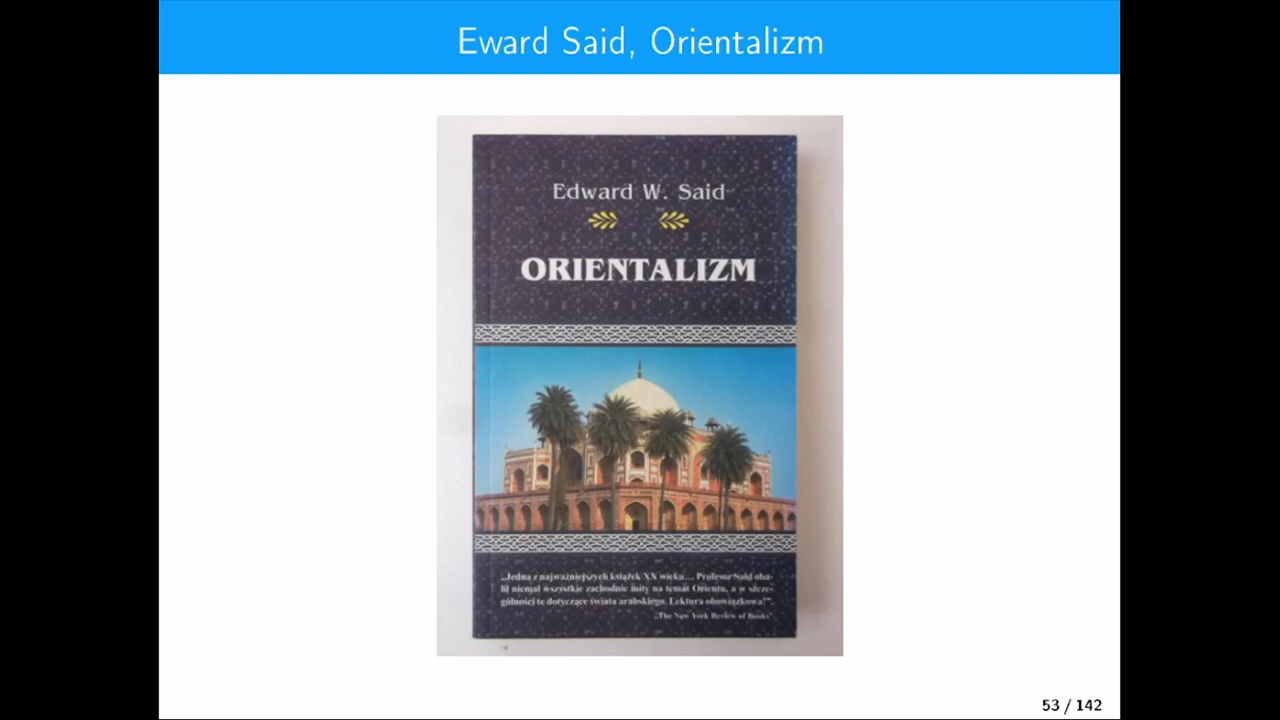 Eward Said, Orientalizm
Edward W. Said
ORIENTALIZM
„Jedna z najważniejszych książek XX wieku... Profesor Said oba-
lił niemal wszystkie zachodnie mity na temat Orientu, a w szcze-
gólności te dotyczące świata arabskiego. Lektura obowiązkowa!”.
„The New York Review of Books”
53 / 142